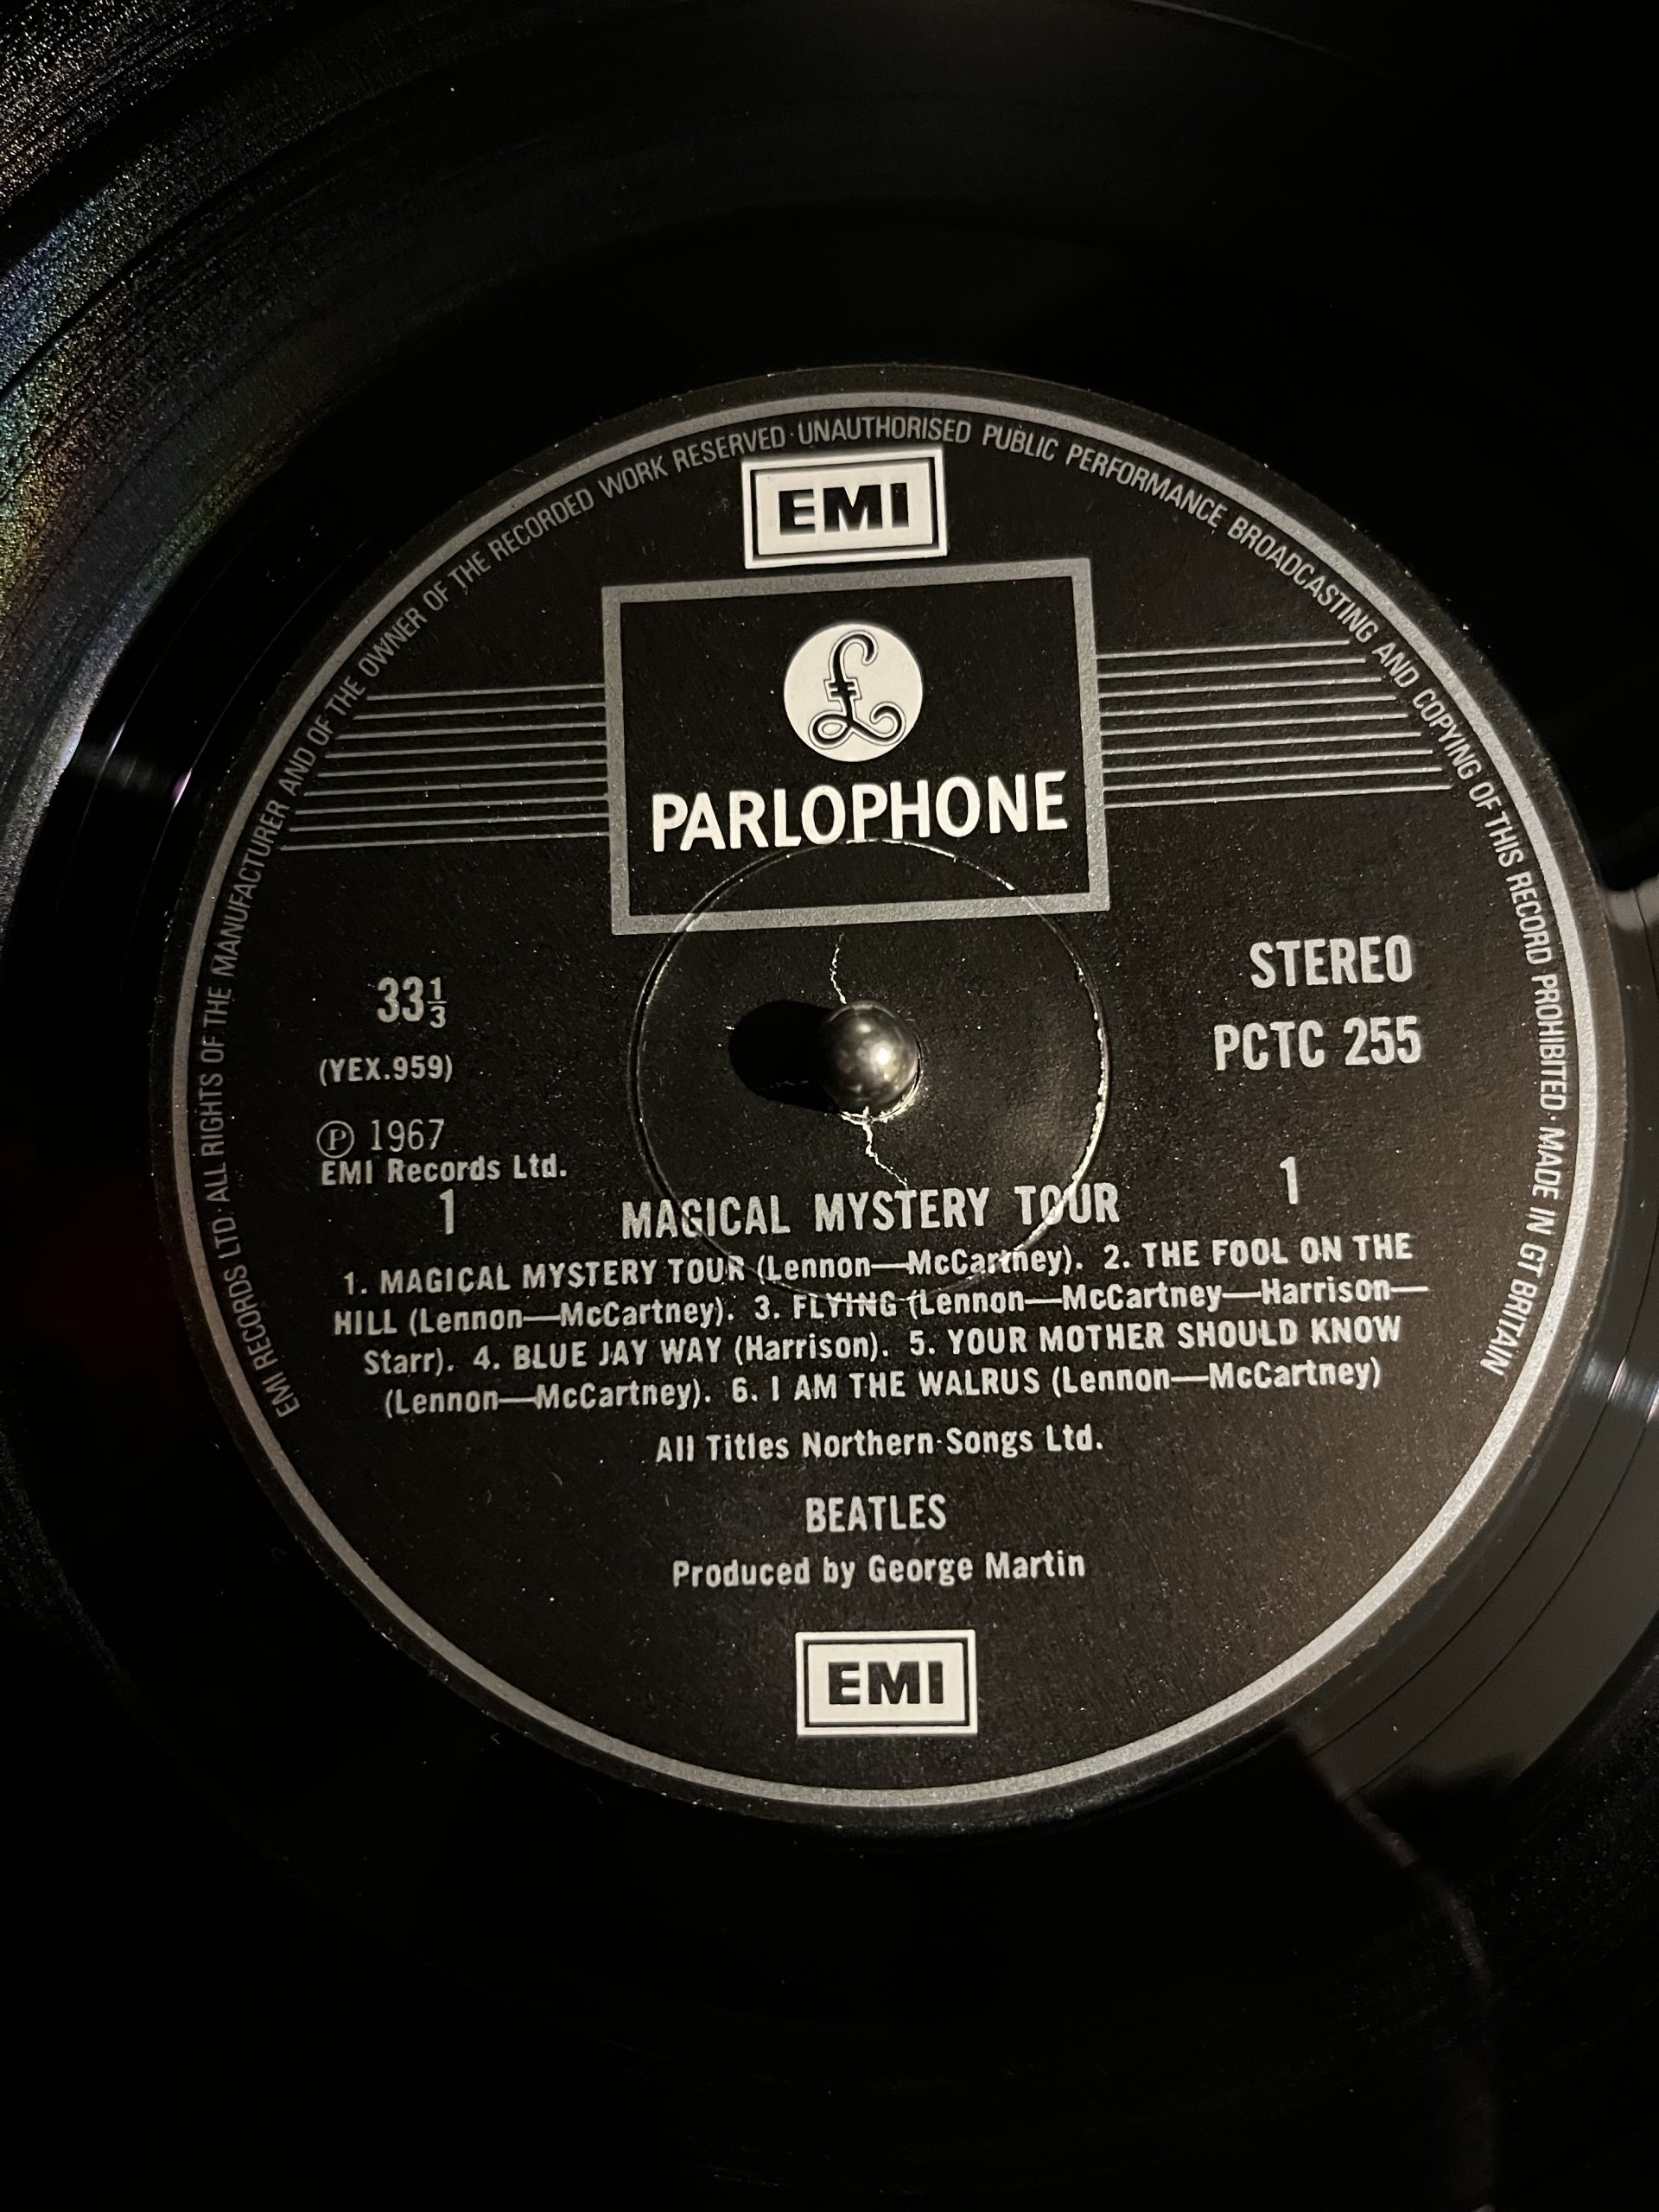 EMI RECORDS LTD·ALL RIGHTS OF THE MANUFACTURER AND OF THE OWNER OF THE RECORDED WORK RESERVED·UNAUTHORISED PUBLIC PERFORMANCE BROADCASTING AND COPYING OF THIS RECORD PROHIBITED·MADE IN GT BRITAIN
EMI
£
PARLOPHONE
33⅓
STEREO
(YEX.959)
PCTC 255
℗ 1967
EMI Records Ltd.
1
1
MAGICAL MYSTERY TOUR
1. MAGICAL MYSTERY TOUR (Lennon—McCartney). 2. THE FOOL ON THE
HILL (Lennon—McCartney). 3. FLYING (Lennon—McCartney—Harrison—
Starr). 4. BLUE JAY WAY (Harrison). 5. YOUR MOTHER SHOULD KNOW
(Lennon—McCartney). 6. I AM THE WALRUS (Lennon—McCartney)
All Titles Northern Songs Ltd.
BEATLES
Produced by George Martin
EMI